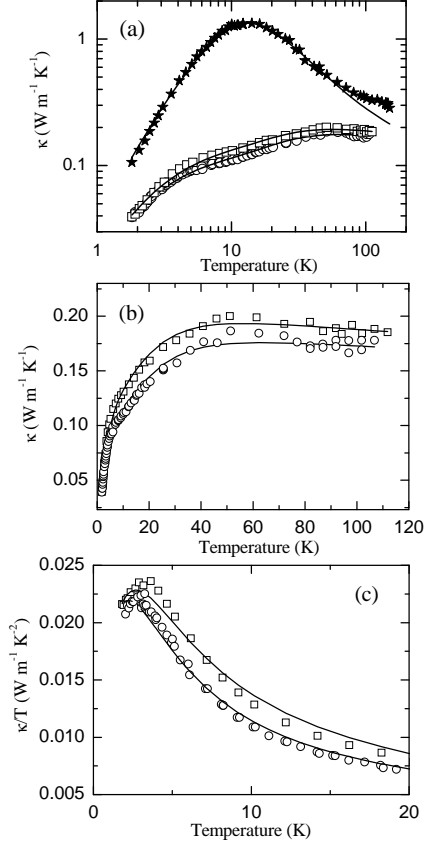 (a)
κ (W m⁻¹ K⁻¹)
1
0.1
1 10 100
Temperature (K)
(b)
κ (W m⁻¹ K⁻¹)
0.20
0.15
0.10
0.05
0 20 40 60 80 100 120
Temperature (K)
(c)
κ/T (W m⁻¹ K⁻²)
0.025
0.020
0.015
0.010
0.005
0 5 10 15 20
Temperature (K)